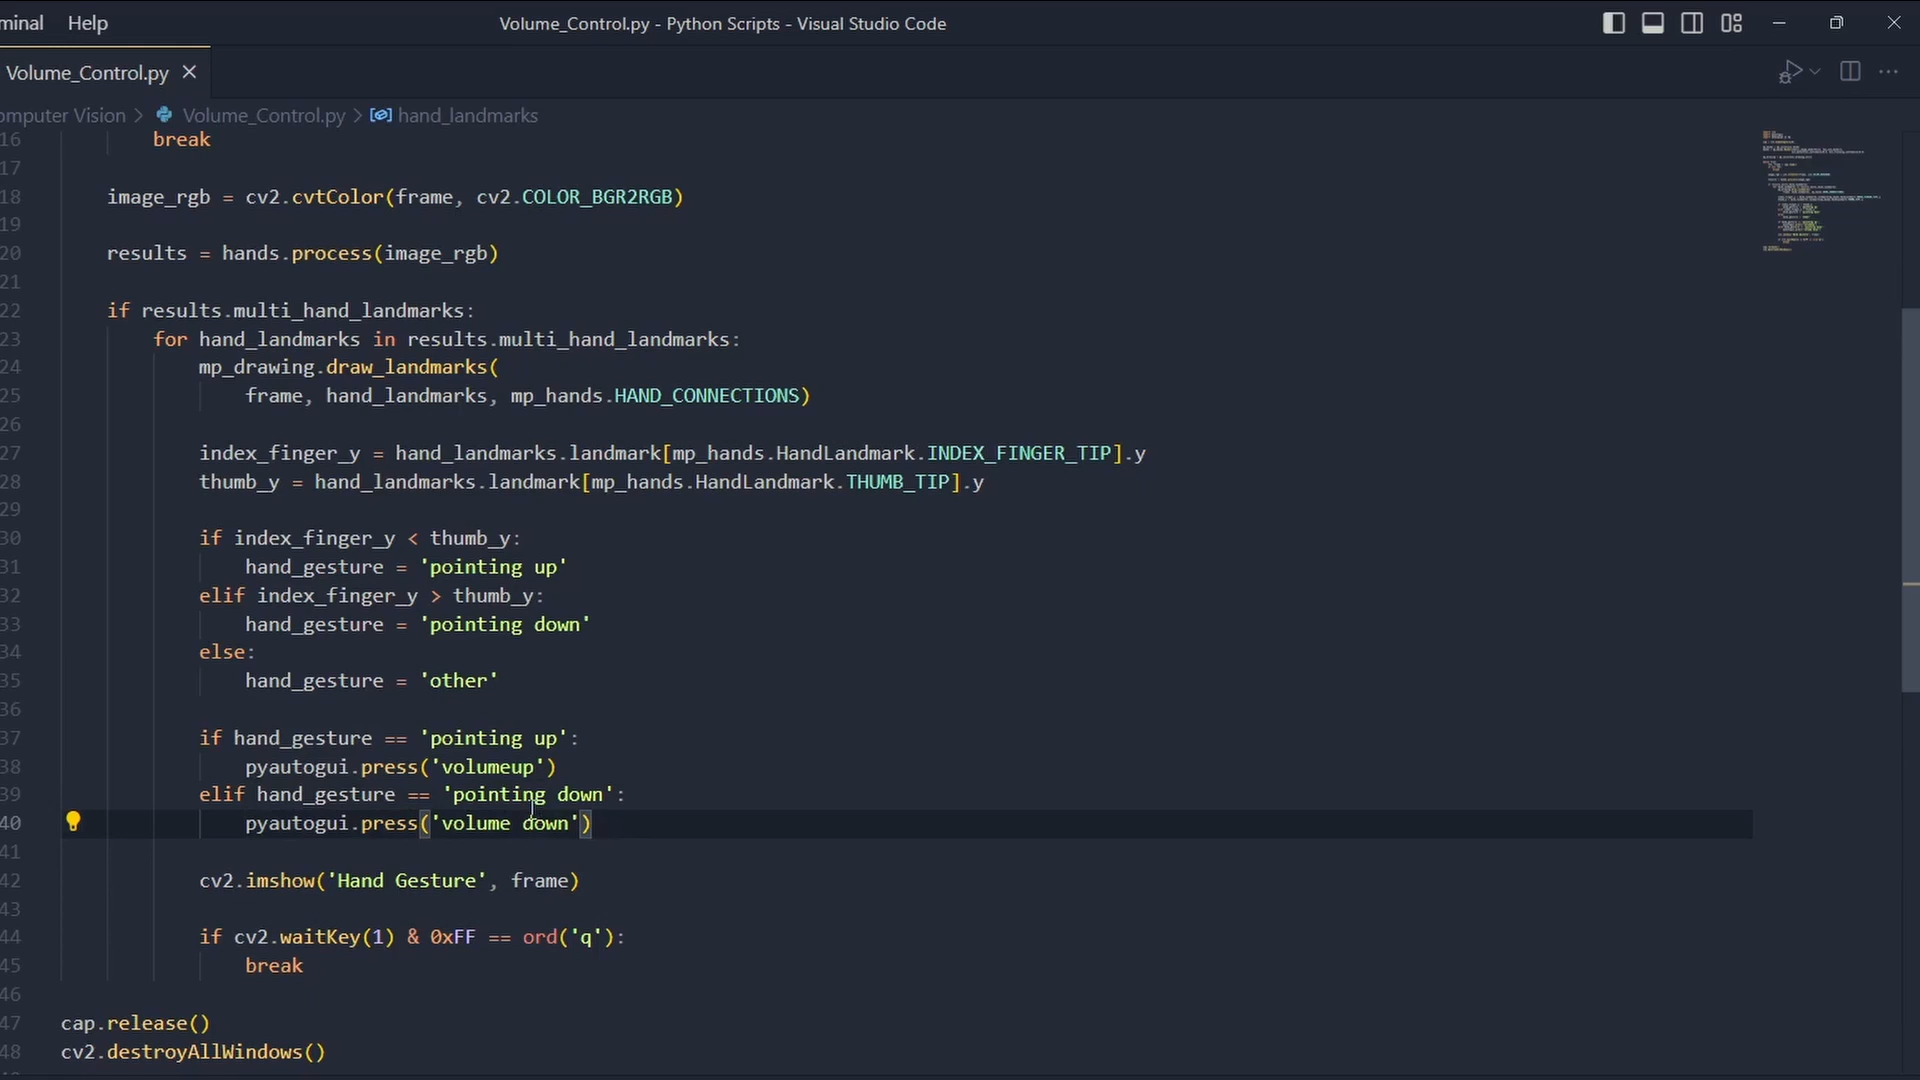 minal Help Volume_Control.py - Python Scripts - Visual Studio Code
Volume_Control.py
omputer Vision > Volume_Control.py > hand_landmarks
16 break
17
18 image_rgb = cv2.cvtColor(frame, cv2.COLOR_BGR2RGB)
19
20 results = hands.process(image_rgb)
21
22 if results.multi_hand_landmarks:
23 for hand_landmarks in results.multi_hand_landmarks:
24 mp_drawing.draw_landmarks(
25 frame, hand_landmarks, mp_hands.HAND_CONNECTIONS)
26
27 index_finger_y = hand_landmarks.landmark[mp_hands.HandLandmark.INDEX_FINGER_TIP].y
28 thumb_y = hand_landmarks.landmark[mp_hands.HandLandmark.THUMB_TIP].y
29
30 if index_finger_y < thumb_y:
31 hand_gesture = 'pointing up'
32 elif index_finger_y > thumb_y:
33 hand_gesture = 'pointing down'
34 else:
35 hand_gesture = 'other'
36
37 if hand_gesture == 'pointing up':
38 pyautogui.press('volumeup')
39 elif hand_gesture == 'pointing down':
40 pyautogui.press('volume down')
41
42 cv2.imshow('Hand Gesture', frame)
43
44 if cv2.waitKey(1) & 0xFF == ord('q'):
45 break
46
47 cap.release()
48 cv2.destroyAllWindows()